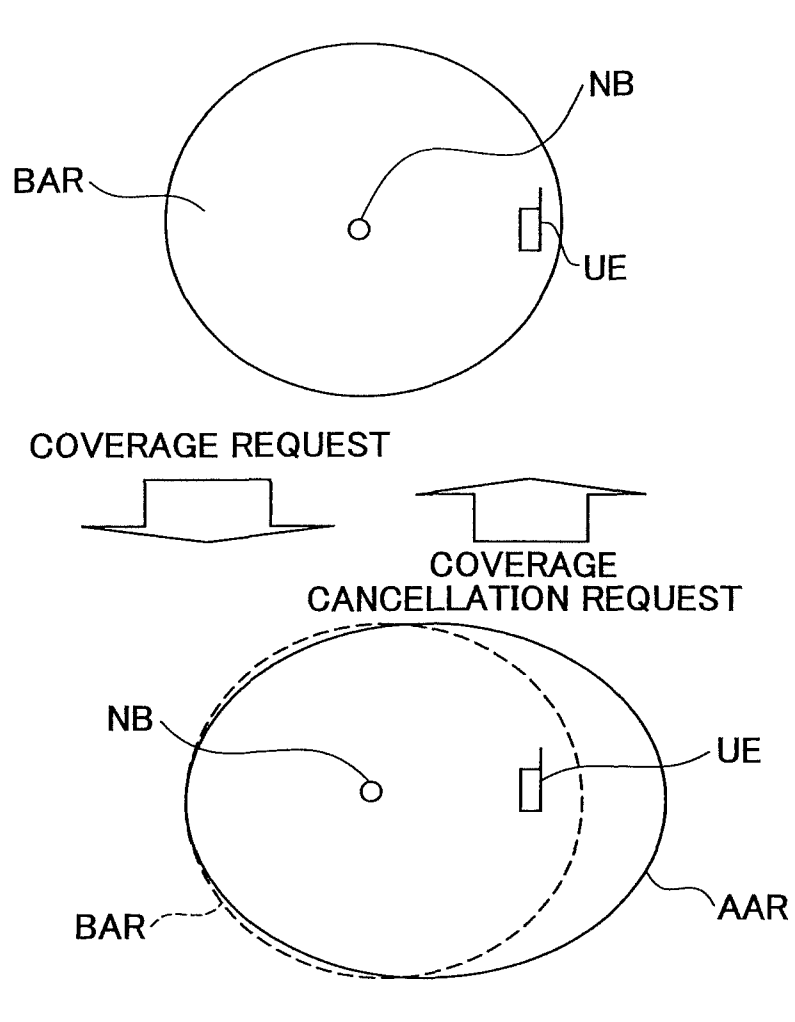 NB
BAR
UE
COVERAGE REQUEST
COVERAGE
CANCELLATION REQUEST
NB
UE
BAR
AAR